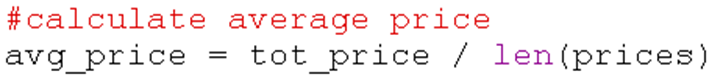 #calculate average price
avg_price = tot_price / len(prices)